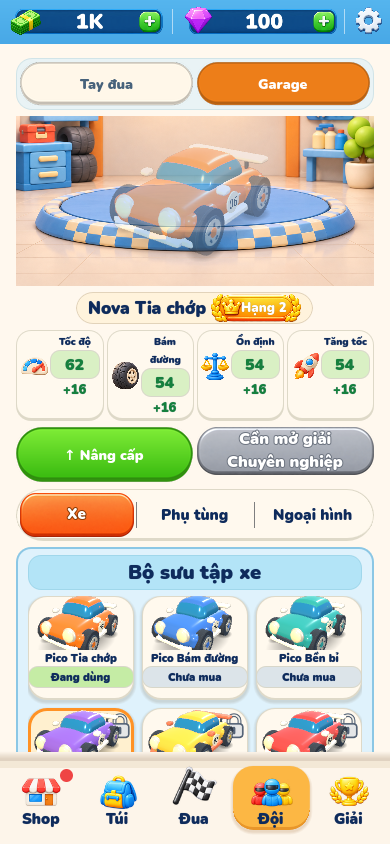 1K
100
Tay đua
Garage
96
Nova Tia chớp
Hạng 2
Tốc độ
62
+16
Bám đường
54
+16
Ổn định
54
+16
Tăng tốc
54
+16
↑ Nâng cấp
Cần mở giải
Chuyên nghiệp
Xe
Phụ tùng
Ngoại hình
Bộ sưu tập xe
Pico Tia chớp
Đang dùng
Pico Bám đường
Chưa mua
Pico Bền bỉ
Chưa mua
Shop
Túi
Đua
Đội
Giải